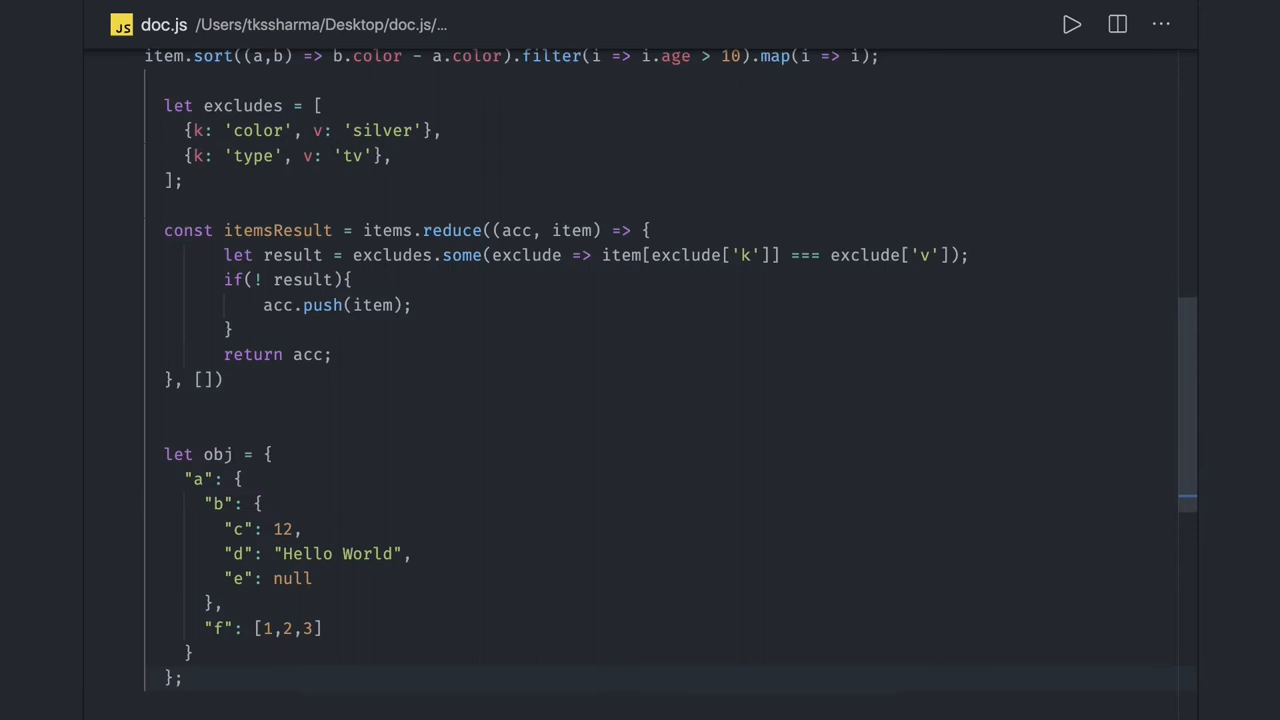 JS doc.js /Users/tkssharma/Desktop/doc.js/...
item.sort((a,b) => b.color - a.color).filter(i => i.age > 10).map(i => i);
let excludes = [
{k: 'color', v: 'silver'},
{k: 'type', v: 'tv'},
];
const itemsResult = items.reduce((acc, item) => {
let result = excludes.some(exclude => item[exclude['k']] === exclude['v']);
if(! result){
acc.push(item);
}
return acc;
}, [])
let obj = {
"a": {
"b": {
"c": 12,
"d": "Hello World",
"e": null
},
"f": [1,2,3]
}
};